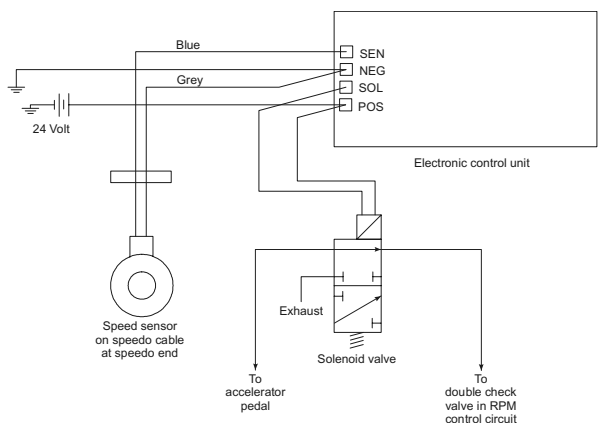 Blue
SEN
NEG
Grey
SOL
POS
24 Volt
Electronic control unit
Exhaust
Speed sensor
on speedo cable
at speedo end
Solenoid valve
To
accelerator
pedal
To
double check
valve in RPM
control circuit